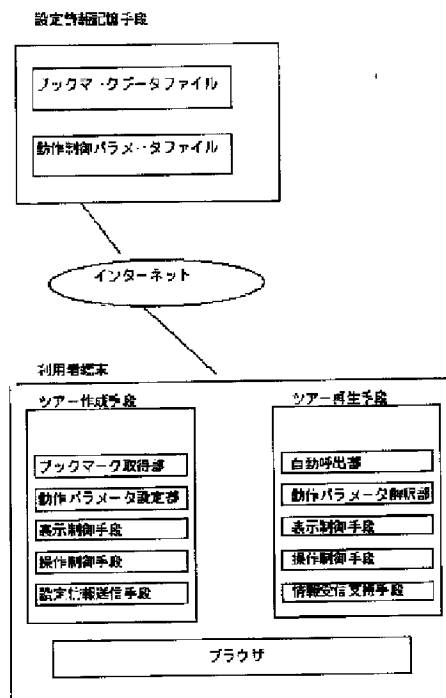 設定情報記憶手段
ブックマークデータファイル
動作制御パラメータファイル
インターネット
利用者端末
ツアー作成手段
ブックマーク取得部
動作パラメータ設定部
表示制御手段
操作制御手段
設定情報送信手段
ツアー再生手段
自動呼出部
動作パラメータ解釈部
表示制御手段
操作制御手段
情報受信支援手段
ブラウザ